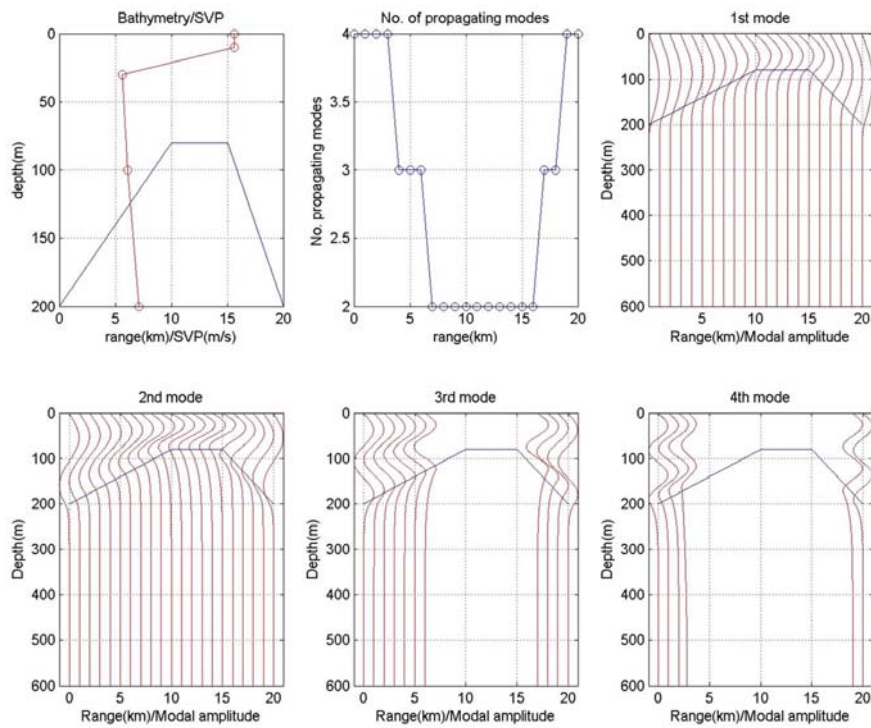 Bathymetry/SVP
0
50
100
150
200
depth(m)
0 5 10 15 20
range(km)/SVP(m/s)
No. of propagating modes
4
3.5
3
2.5
2
No. propagating modes
0 5 10 15 20
range(km)
1st mode
0
100
200
300
400
500
600
Depth(m)
5 10 15 20
Range(km)/Modal amplitude
2nd mode
0
100
200
300
400
500
600
Depth(m)
0 5 10 15 20
Range(km)/Modal amplitude
3rd mode
0
100
200
300
400
500
600
Depth(m)
0 5 10 15 20
Range(km)/Modal amplitude
4th mode
0
100
200
300
400
500
600
Depth(m)
0 5 10 15 20
Range(km)/Modal amplitude